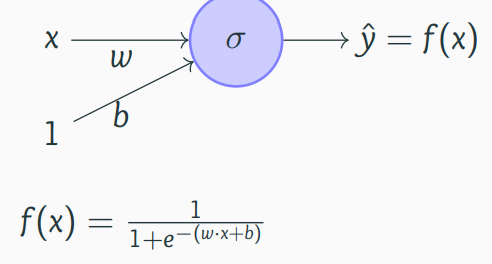 x w σ ŷ = f(x)
1 b
f(x) = 1 / 1+e^−(w·x+b)